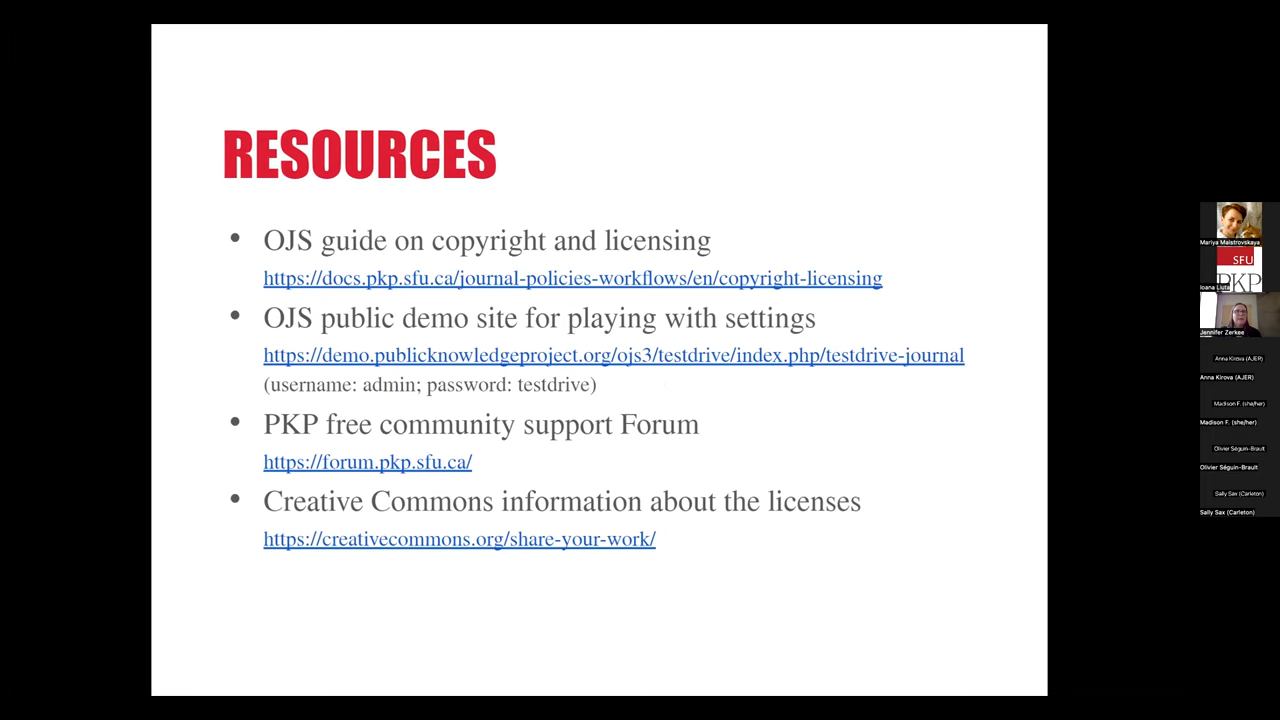 RESOURCES
• OJS guide on copyright and licensing
https://docs.pkp.sfu.ca/journal-policies-workflows/en/copyright-licensing
• OJS public demo site for playing with settings
https://demo.publicknowledgeproject.org/ojs3/testdrive/index.php/testdrive-journal
(username: admin; password: testdrive)
• PKP free community support Forum
https://forum.pkp.sfu.ca/
• Creative Commons information about the licenses
https://creativecommons.org/share-your-work/
Mariya Maistrovskaya
SFU
PKP
Ioana Liuta
Jennifer Zerkee
Anna Kirova (AJER)
Anna Kirova (AJER)
Madison F. (she/her)
Madison F. (she/her)
Olivier Séguin-Brault
Olivier Séguin-Brault
Sally Sax (Carleton)
Sally Sax (Carleton)